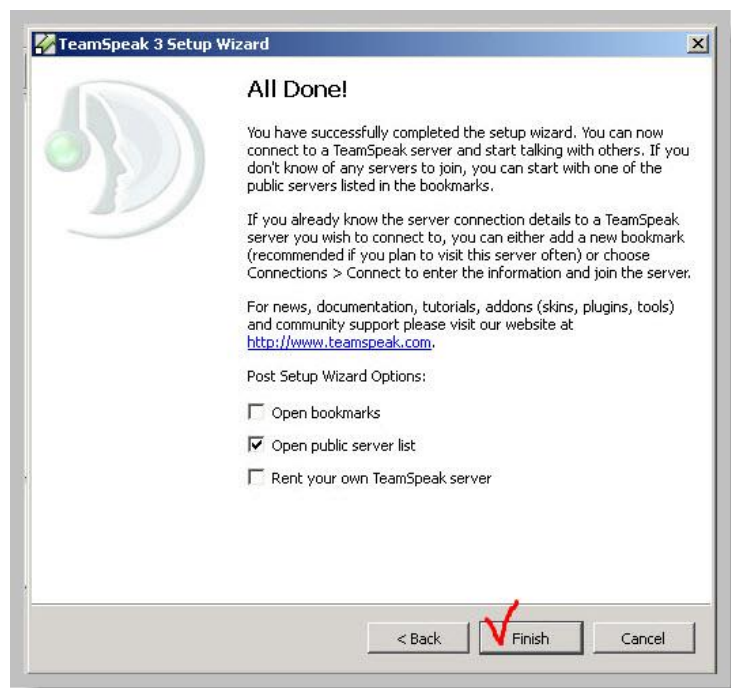 TeamSpeak 3 Setup Wizard
All Done!
You have successfully completed the setup wizard. You can now
connect to a TeamSpeak server and start talking with others. If you
don't know of any servers to join, you can start with one of the
public servers listed in the bookmarks.
If you already know the server connection details to a TeamSpeak
server you wish to connect to, you can either add a new bookmark
(recommended if you plan to visit this server often) or choose
Connections > Connect to enter the information and join the server.
For news, documentation, tutorials, addons (skins, plugins, tools)
and community support please visit our website at
http://www.teamspeak.com.
Post Setup Wizard Options:
Open bookmarks
Open public server list
Rent your own TeamSpeak server
< Back Finish Cancel